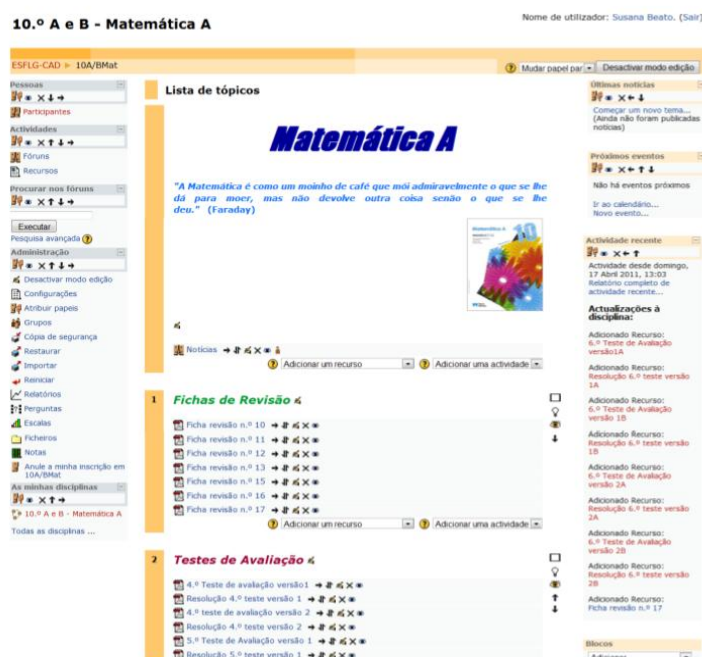 10.º A e B - Matemática A
Nome de utilizador: Susana Beato. (Sair)
ESFLG-CAD ► 10A/BMat
Mudar papel par
Desactivar modo edição
Pessoas
Participantes
Actividades
Fóruns
Recursos
Procurar nos fóruns
Executar
Pesquisa avançada
Administração
Desactivar modo edição
Configurações
Atribuir papeis
Grupos
Cópia de segurança
Restaurar
Importar
Reiniciar
Relatórios
Perguntas
Escalas
Ficheiros
Notas
Anule a minha inscrição em
10A/BMat
As minhas disciplinas
10.º A e B - Matemática A
Todas as disciplinas ...
Lista de tópicos
Matemática A
"A Matemática é como um moinho de café que mói admiravelmente o que se lhe
dá para moer, mas não devolve outra coisa senão o que se lhe
deu." (Faraday)
Matemática A 10
Notícias
Adicionar um recurso
Adicionar uma actividade
1 Fichas de Revisão
Ficha revisão n.º 10
Ficha revisão n.º 11
Ficha revisão n.º 12
Ficha revisão n.º 13
Ficha revisão n.º 15
Ficha revisão n.º 16
Ficha revisão n.º 17
Adicionar um recurso
Adicionar uma actividade
2 Testes de Avaliação
4.º Teste de avaliação versão1
Resolução 4.º teste versão 1
4.º teste de avaliação versão 2
Resolução 4.º teste versão 2
5.º Teste de Avaliação versão 1
Resolução 5.º teste versão 1
Últimas notícias
Começar um novo tema...
(Ainda não foram publicadas
notícias)
Próximos eventos
Não há eventos próximos
Ir ao calendário...
Novo evento...
Actividade recente
Actividade desde domingo,
17 Abril 2011, 13:03
Relatório completo de
actividade recente...
Actualizações à
disciplina:
Adicionado Recurso:
6.º Teste de Avaliação
versão1A
Adicionado Recurso:
Resolução 6.º teste versão
1A
Adicionado Recurso:
6.º Teste de Avaliação
versão 1B
Adicionado Recurso:
Resolução 6.º teste versão
1B
Adicionado Recurso:
6.º Teste de Avaliação
versão 2A
Adicionado Recurso:
Resolução 6.º teste versão
2A
Adicionado Recurso:
6.º Teste de Avaliação
versão 2B
Adicionado Recurso:
Resolução 6.º teste versão
2B
Adicionado Recurso:
Ficha revisão n.º 17
Blocos
Adicionar...